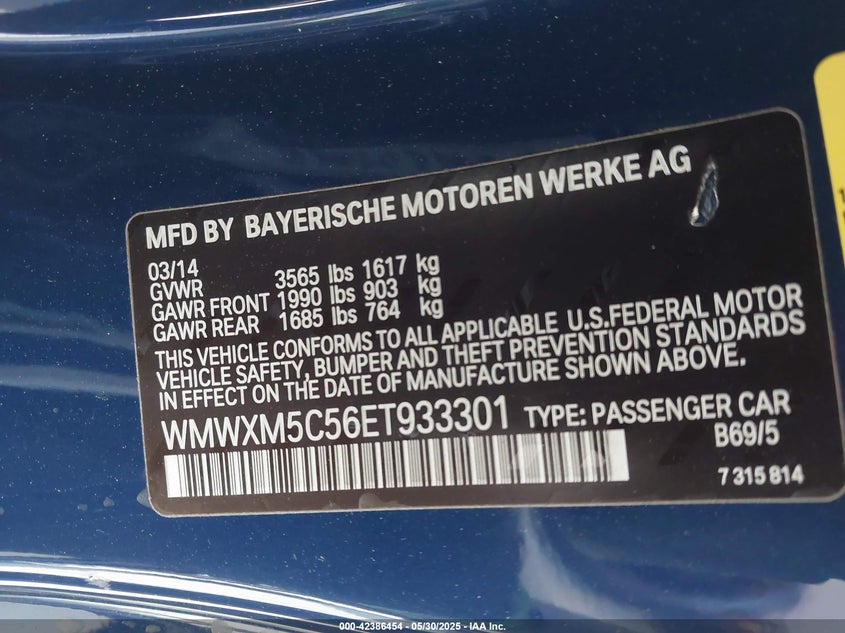 MFD BY BAYERISCHE MOTOREN WERKE AG
03/14
GVWR 3565 lbs 1617 kg
GAWR FRONT 1990 lbs 903 kg
GAWR REAR 1685 lbs 764 kg
THIS VEHICLE CONFORMS TO ALL APPLICABLE U.S.FEDERAL MOTOR
VEHICLE SAFETY, BUMPER AND THEFT PREVENTION STANDARDS
IN EFFECT ON THE DATE OF MANUFACTURE SHOWN ABOVE.
WMWXM5C56ET933301 TYPE: PASSENGER CAR
B69/5
7 315 814
000-42386454 - 05/30/2025 - IAA Inc.